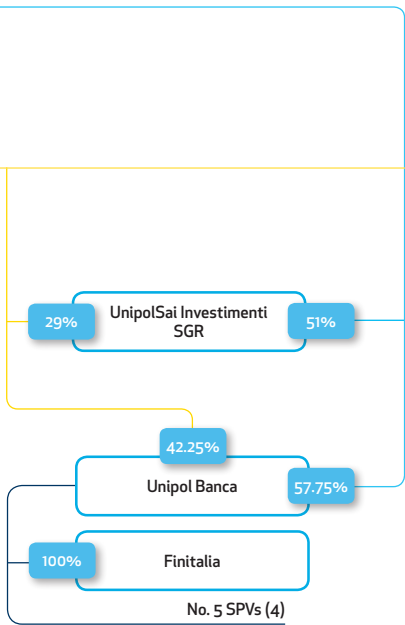 29%
UnipolSai Investimenti
SGR
51%
42.25%
Unipol Banca
57.75%
100%
Finitalia
No. 5 SPVs (4)